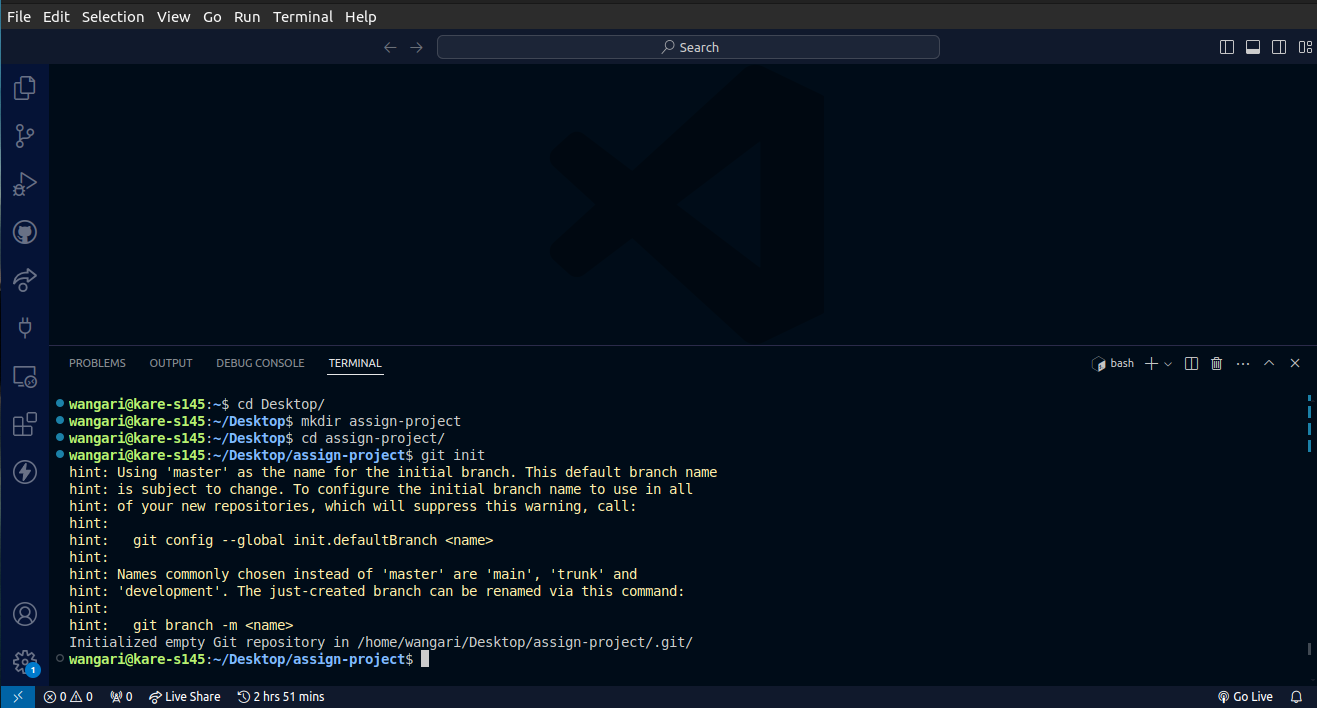 File Edit Selection View Go Run Terminal Help
Search
PROBLEMS OUTPUT DEBUG CONSOLE TERMINAL bash
wangari@kare-s145:~$ cd Desktop/
wangari@kare-s145:~/Desktop$ mkdir assign-project
wangari@kare-s145:~/Desktop$ cd assign-project/
wangari@kare-s145:~/Desktop/assign-project$ git init
hint: Using 'master' as the name for the initial branch. This default branch name
hint: is subject to change. To configure the initial branch name to use in all
hint: of your new repositories, which will suppress this warning, call:
hint:
hint:   git config --global init.defaultBranch <name>
hint:
hint: Names commonly chosen instead of 'master' are 'main', 'trunk' and
hint: 'development'. The just-created branch can be renamed via this command:
hint:
hint:   git branch -m <name>
Initialized empty Git repository in /home/wangari/Desktop/assign-project/.git/
wangari@kare-s145:~/Desktop/assign-project$
1
0 0 0 Live Share 2 hrs 51 mins Go Live